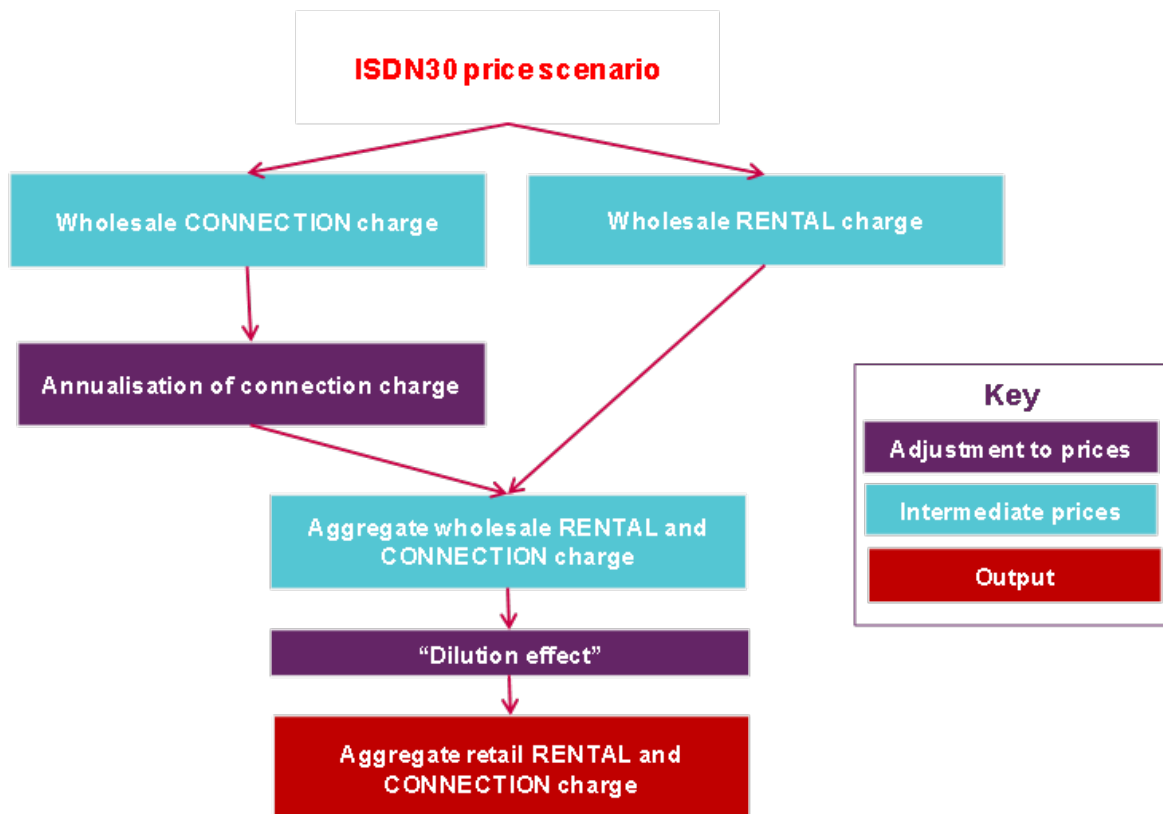 ISDN30 price scenario
Wholesale CONNECTION charge
Wholesale RENTAL charge
Annualisation of connection charge
Key
Adjustment to prices
Intermediate prices
Output
Aggregate wholesale RENTAL and
CONNECTION charge
“Dilution effect”
Aggregate retail RENTAL and
CONNECTION charge